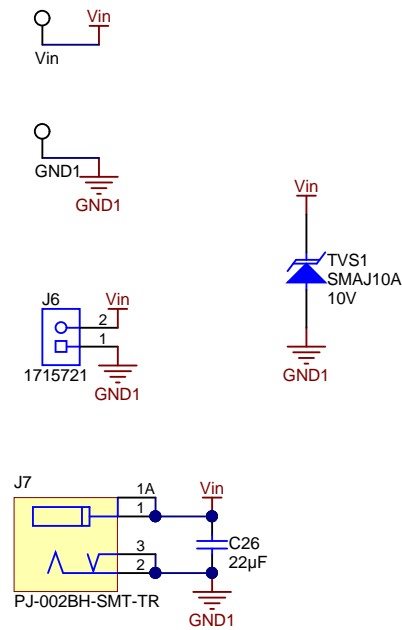 Vin
Vin
GND1
GND1
Vin
TVS1
SMAJ10A
10V
GND1
J6
Vin
2
1
1715721
GND1
J7
1A
1
Vin
3
2
C26
22µF
PJ-002BH-SMT-TR
GND1